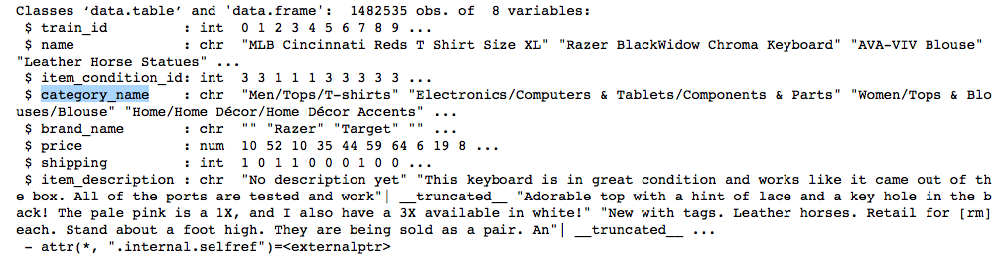 Classes ‘data.table’ and 'data.frame':  1482535 obs. of  8 variables:
 $ train_id         : int  0 1 2 3 4 5 6 7 8 9 ...
 $ name             : chr  "MLB Cincinnati Reds T Shirt Size XL" "Razer BlackWidow Chroma Keyboard" "AVA-VIV Blouse"
"Leather Horse Statues" ...
 $ item_condition_id: int  3 3 1 1 1 3 3 3 3 3 ...
 $ category_name    : chr  "Men/Tops/T-shirts" "Electronics/Computers & Tablets/Components & Parts" "Women/Tops & Blo
uses/Blouse" "Home/Home Décor/Home Décor Accents" ...
 $ brand_name       : chr  "" "Razer" "Target" "" ...
 $ price            : num  10 52 10 35 44 59 64 6 19 8 ...
 $ shipping         : int  1 0 1 1 0 0 0 1 0 0 ...
 $ item_description : chr  "No description yet" "This keyboard is in great condition and works like it came out of th
e box. All of the ports are tested and work"| __truncated__ "Adorable top with a hint of lace and a key hole in the b
ack! The pale pink is a 1X, and I also have a 3X available in white!" "New with tags. Leather horses. Retail for [rm]
each. Stand about a foot high. They are being sold as a pair. An"| __truncated__ ...
 - attr(*, ".internal.selfref")=<externalptr>